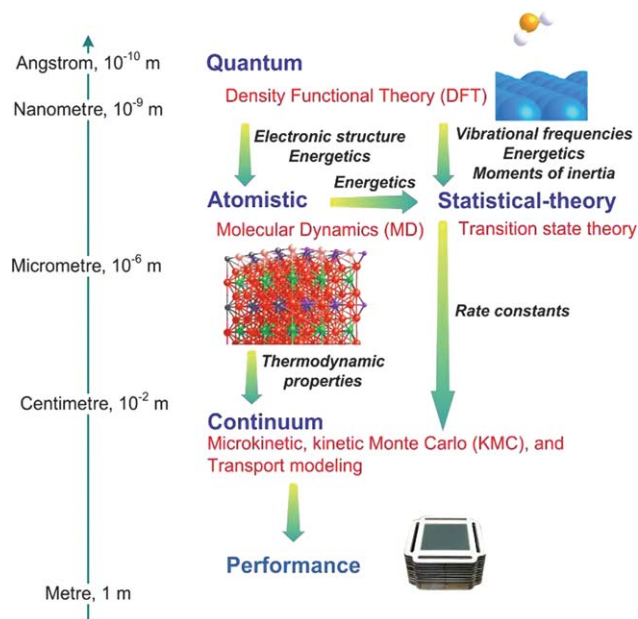 Angstrom, 10⁻¹⁰ m
Quantum
Density Functional Theory (DFT)
Nanometre, 10⁻⁹ m
Electronic structure
Energetics
Vibrational frequencies
Energetics
Moments of inertia
Energetics
Atomistic
Statistical-theory
Molecular Dynamics (MD)
Transition state theory
Micrometre, 10⁻⁶ m
Rate constants
Thermodynamic
properties
Centimetre, 10⁻² m
Continuum
Microkinetic, kinetic Monte Carlo (KMC), and
Transport modeling
Performance
Metre, 1 m